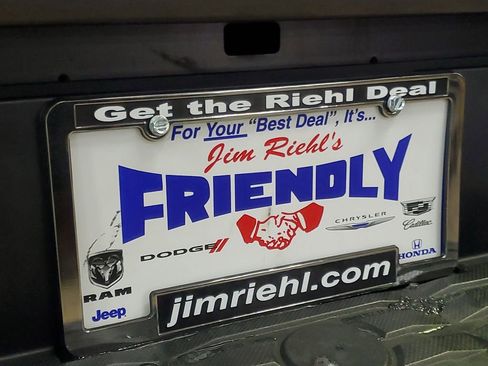 Get the Riehl Deal
For Your "Best Deal", It's...
Jim Riehl's
FRIENDLY
DODGE
CHRYSLER
Cadillac
RAM
HONDA
Jeep
jimriehl.com